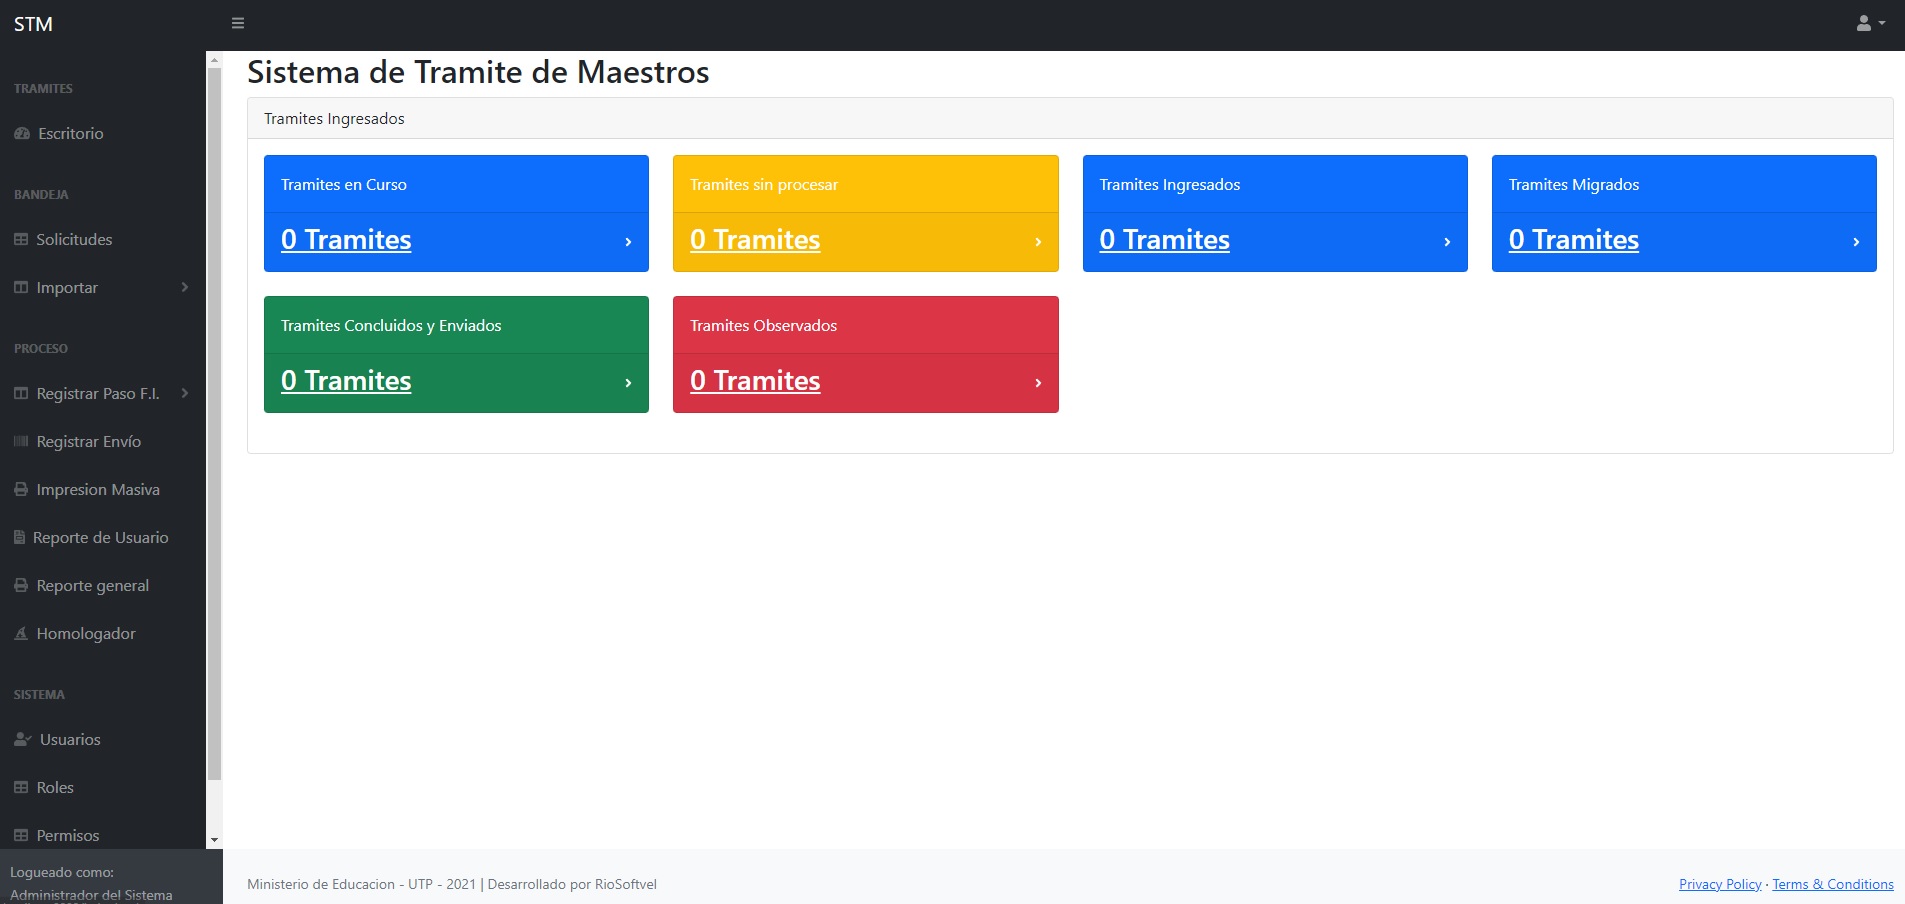 STM
TRAMITES
Escritorio
BANDEJA
Solicitudes
Importar
PROCESO
Registrar Paso F.I.
Registrar Envío
Impresion Masiva
Reporte de Usuario
Reporte general
Homologador
SISTEMA
Usuarios
Roles
Permisos
Logueado como:
Administrador del Sistema
Sistema de Tramite de Maestros
Tramites Ingresados
Tramites en Curso
0 Tramites
Tramites sin procesar
0 Tramites
Tramites Ingresados
0 Tramites
Tramites Migrados
0 Tramites
Tramites Concluidos y Enviados
0 Tramites
Tramites Observados
0 Tramites
Ministerio de Educacion - UTP - 2021 | Desarrollado por RioSoftvel
Privacy Policy · Terms & Conditions